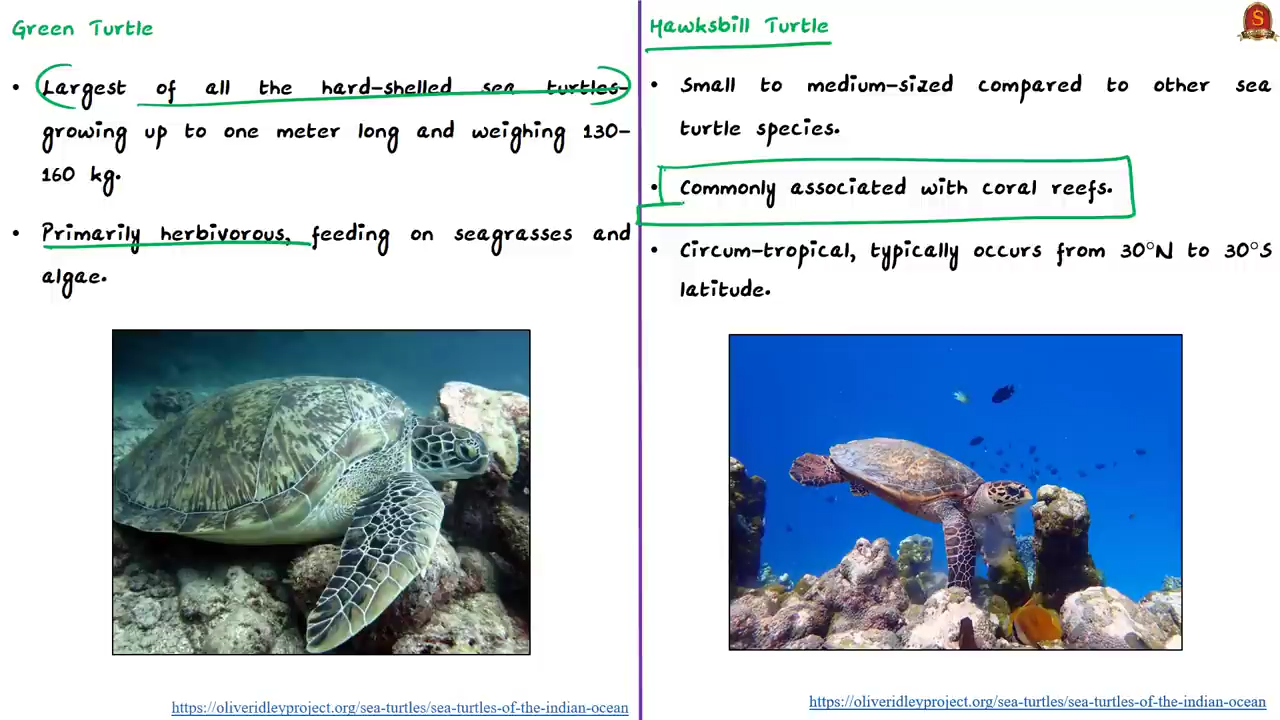 Green Turtle
• Largest of all the hard-shelled sea turtles-
growing up to one meter long and weighing 130-
160 kg.
• Primarily herbivorous, feeding on seagrasses and
algae.
https://oliveridleyproject.org/sea-turtles/sea-turtles-of-the-indian-ocean
Hawksbill Turtle
• Small to medium-sized compared to other sea
turtle species.
• Commonly associated with coral reefs.
• Circum-tropical, typically occurs from 30°N to 30°S
latitude.
https://oliveridleyproject.org/sea-turtles/sea-turtles-of-the-indian-ocean
S